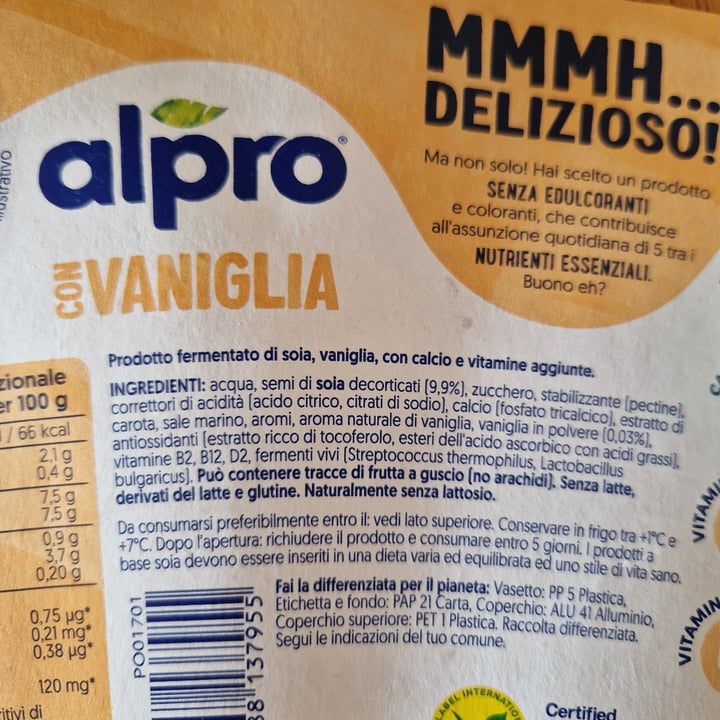 MMMH...
DELIZIOSO!
Ma non solo! Hai scelto un prodotto
SENZA EDULCORANTI
e coloranti, che contribuisce
all'assunzione quotidiana di 5 tra i
NUTRIENTI ESSENZIALI.
Buono eh?
alpro®
CON VANIGLIA
Prodotto fermentato di soia, vaniglia, con calcio e vitamine aggiunte.
INGREDIENTI: acqua, semi di soia decorticati (9,9%), zucchero, stabilizzante (pectine),
correttori di acidità (acido citrico, citrati di sodio), calcio (fosfato tricalcico), estratto di
carota, sale marino, aromi, aroma naturale di vaniglia, vaniglia in polvere (0,03%),
antiossidanti (estratto ricco di tocoferolo, esteri dell'acido ascorbico con acidi grassi),
vitamine B2, B12, D2, fermenti vivi (Streptococcus thermophilus, Lactobacillus
bulgaricus). Può contenere tracce di frutta a guscio (no arachidi). Senza latte,
derivati del latte e glutine. Naturalmente senza lattosio.
Da consumarsi preferibilmente entro il: vedi lato superiore. Conservare in frigo tra +1°C e
+7°C. Dopo l'apertura: richiudere il prodotto e consumare entro 5 giorni. I prodotti a
base soia devono essere inseriti in una dieta varia ed equilibrata ed uno stile di vita sano.
Fai la differenziata per il pianeta: Vasetto: PP 5 Plastica,
Etichetta e fondo: PAP 21 Carta, Coperchio: ALU 41 Alluminio,
Coperchio superiore: PET 1 Plastica. Raccolta differenziata.
Segui le indicazioni del tuo comune.
zionale
er 100 g
/ 66 kcal
2,1 g
0,4 g
7,5 g
7,5 g
0,9 g
3,7 g
0,20 g
0,75 µg*
0,21 mg*
0,38 µg*
120 mg*
itivi di
PO01701
88 137955
LABEL INTERNATION
Certified
VITAMIN
VITAMIN